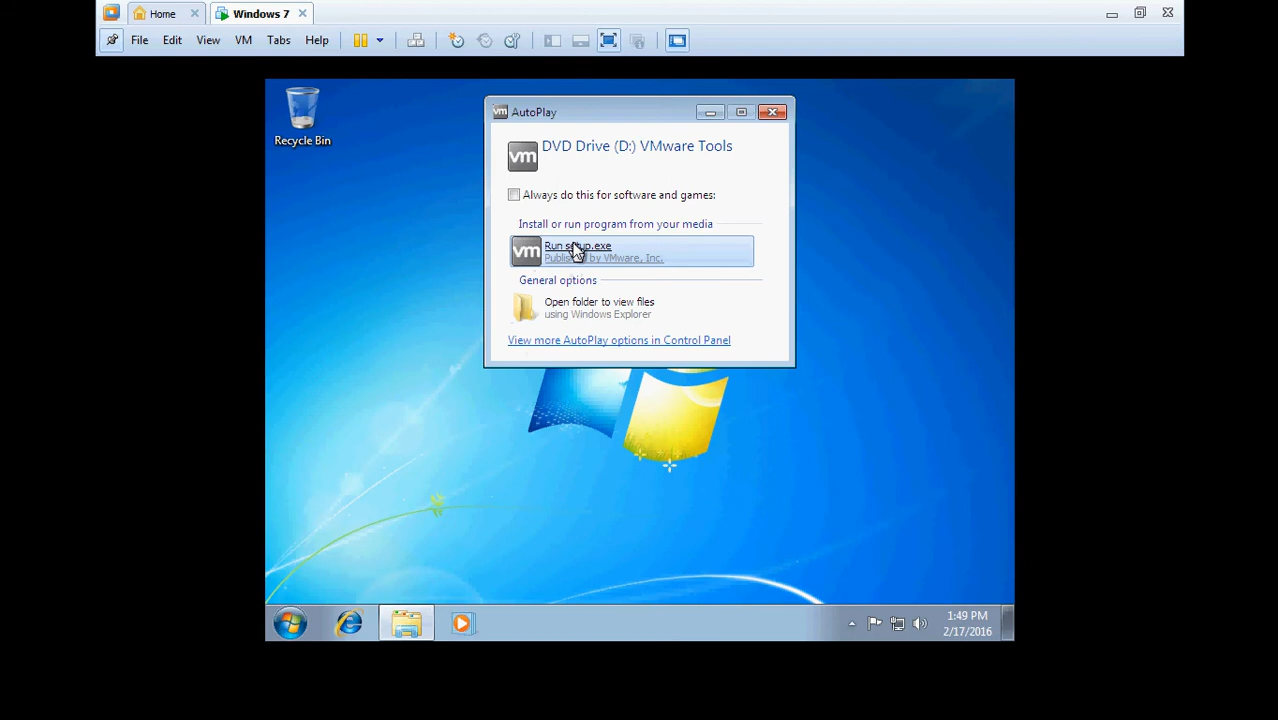 Home
Windows 7
File Edit View VM Tabs Help
Recycle Bin
vm AutoPlay
vm
DVD Drive (D:) VMware Tools
Always do this for software and games:
Install or run program from your media
vm
Run setup.exe
Published by VMware, Inc.
General options
Open folder to view files
using Windows Explorer
View more AutoPlay options in Control Panel
1:49 PM
2/17/2016